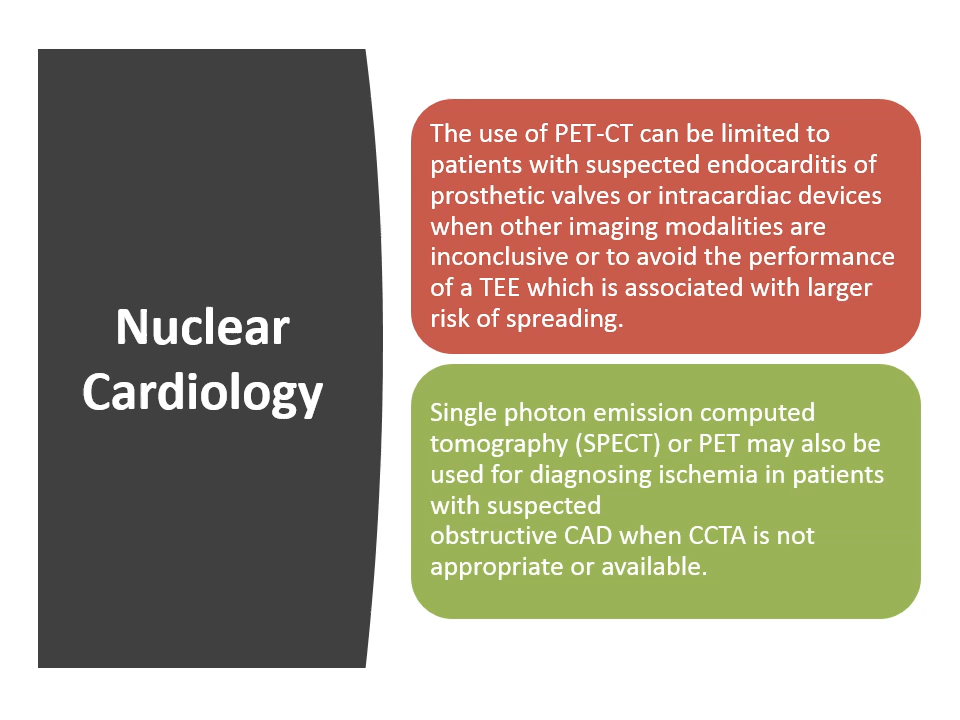 Nuclear
Cardiology
The use of PET-CT can be limited to
patients with suspected endocarditis of
prosthetic valves or intracardiac devices
when other imaging modalities are
inconclusive or to avoid the performance
of a TEE which is associated with larger
risk of spreading.
Single photon emission computed
tomography (SPECT) or PET may also be
used for diagnosing ischemia in patients
with suspected
obstructive CAD when CCTA is not
appropriate or available.